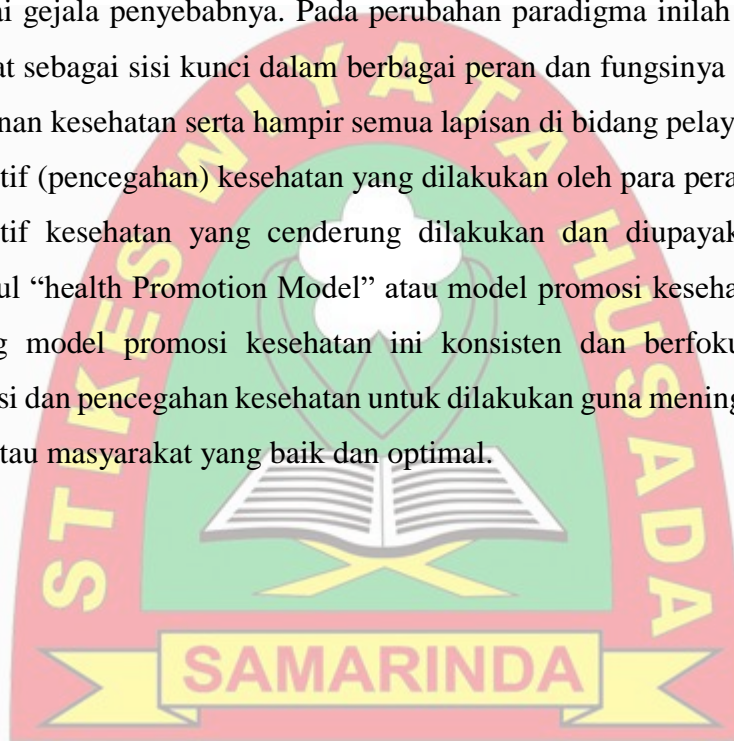 ai gejala penyebabnya. Pada perubahan paradigma inilah
at sebagai sisi kunci dalam berbagai peran dan fungsinya
nan kesehatan serta hampir semua lapisan di bidang pelay
tif (pencegahan) kesehatan yang dilakukan oleh para pera
tif kesehatan yang cenderung dilakukan dan diupayak
ul “health Promotion Model” atau model promosi keseha
g model promosi kesehatan ini konsisten dan berfoku
si dan pencegahan kesehatan untuk dilakukan guna mening
tau masyarakat yang baik dan optimal.
STIKES WIYATA HUSADA
SAMARINDA